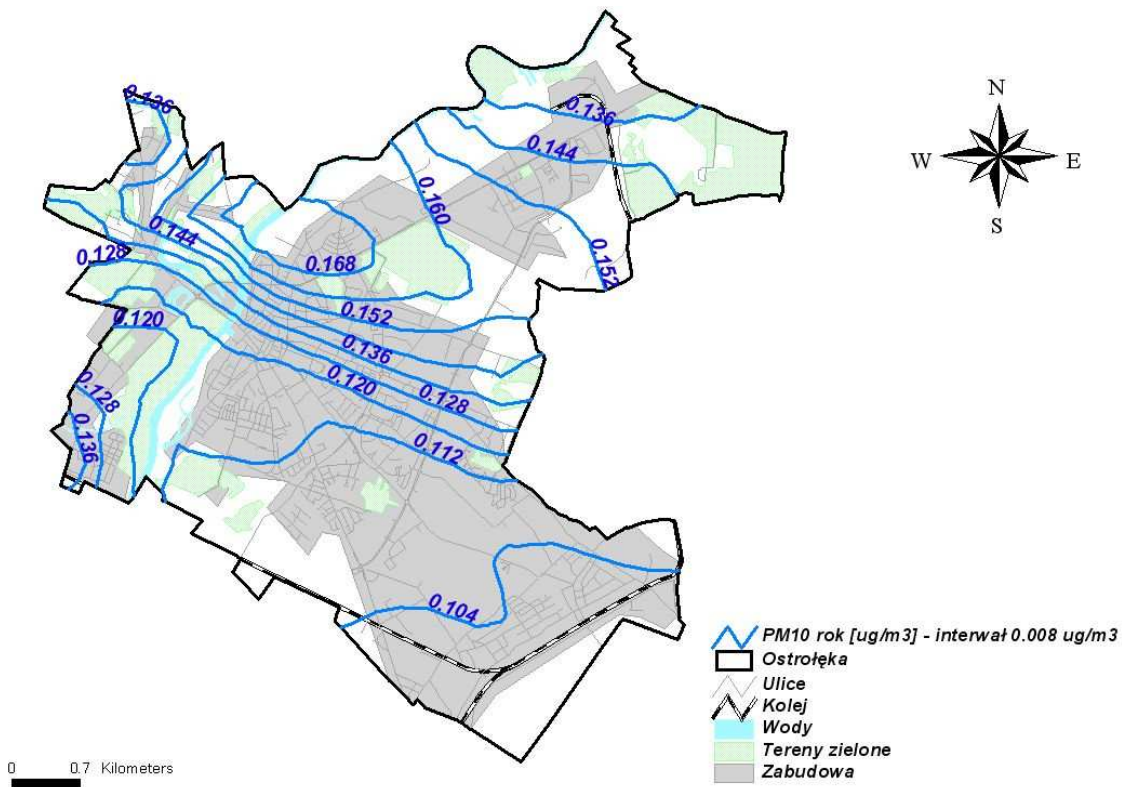 N
W E
S
0.136
0.136
0.144
0.160
0.144
0.128
0.168
0.152
0.152
0.120
0.136
0.120
0.128
0.128
0.136
0.112
0.104
PM10 rok [ug/m3] - interwał 0.008 ug/m3
Ostrołęka
Ulice
Kolej
Wody
Tereny zielone
Zabudowa
0 0.7 Kilometers